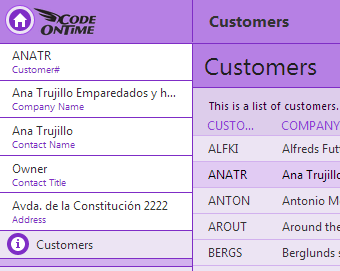 CODE
ONTIME
ANATR
Customer#
Ana Trujillo Emparedados y h...
Company Name
Ana Trujillo
Contact Name
Owner
Contact Title
Avda. de la Constitución 2222
Address
Customers
Customers
Customers
This is a list of customers.
CUSTO... COMPANY
ALFKI Alfreds Fut
ANATR Ana Trujillo
ANTON Antonio M
AROUT Around the
BERGS Berglunds s